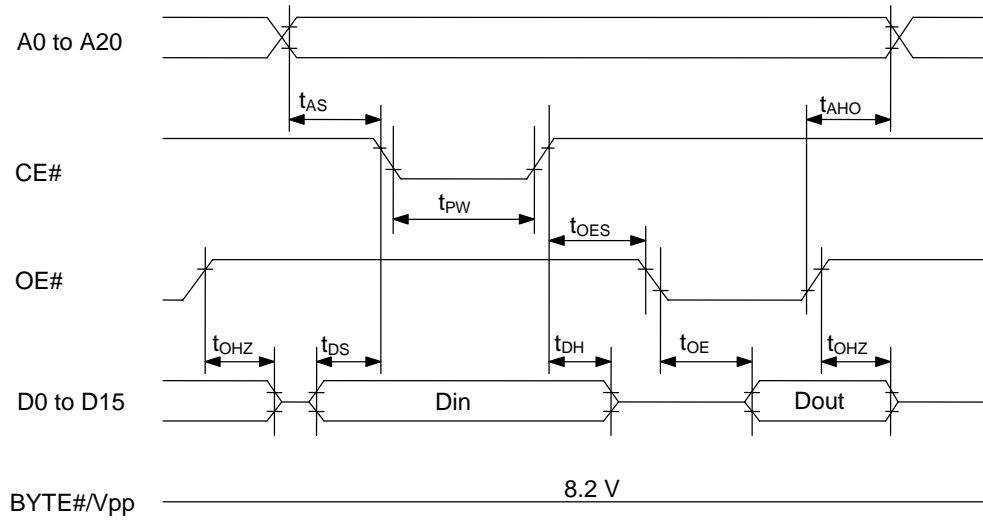 A0 to A20
tAS
tAHO
CE#
tPW
tOES
OE#
tOHZ
tDS
tDH
tOE
tOHZ
D0 to D15
Din
Dout
8.2 V
BYTE#/Vpp